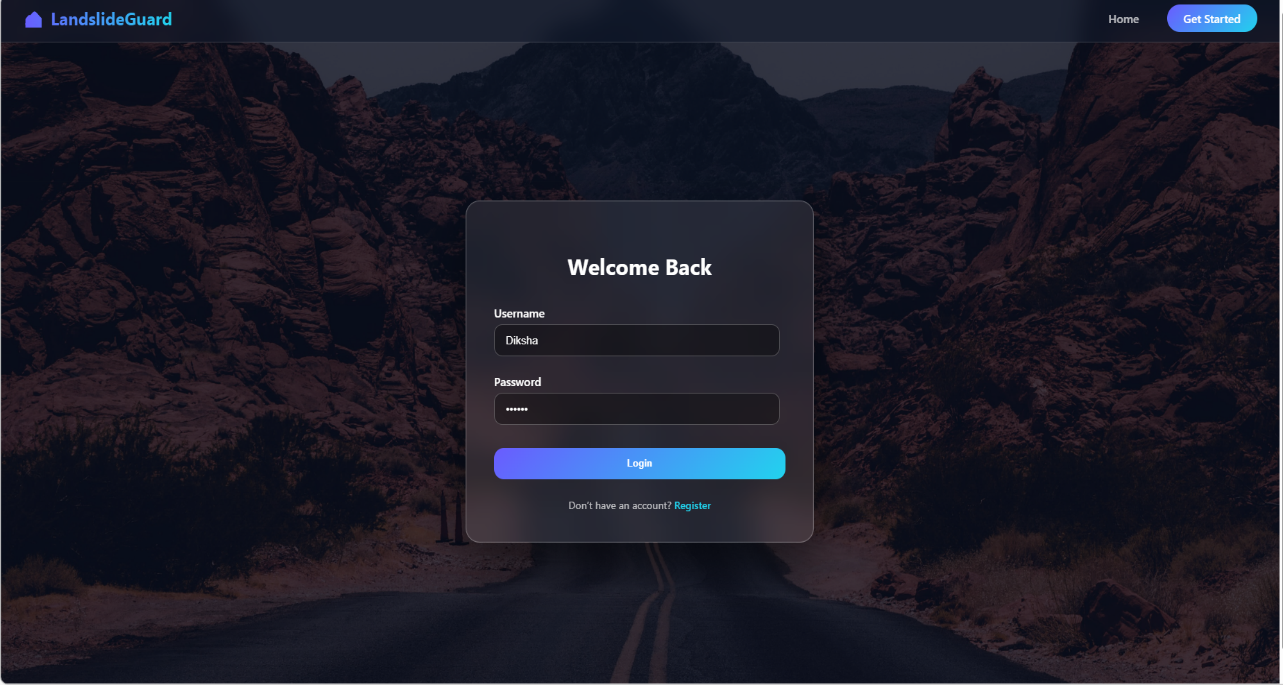 LandslideGuard
Home
Get Started
Welcome Back
Username
Diksha
Password
••••••
Login
Don't have an account? Register